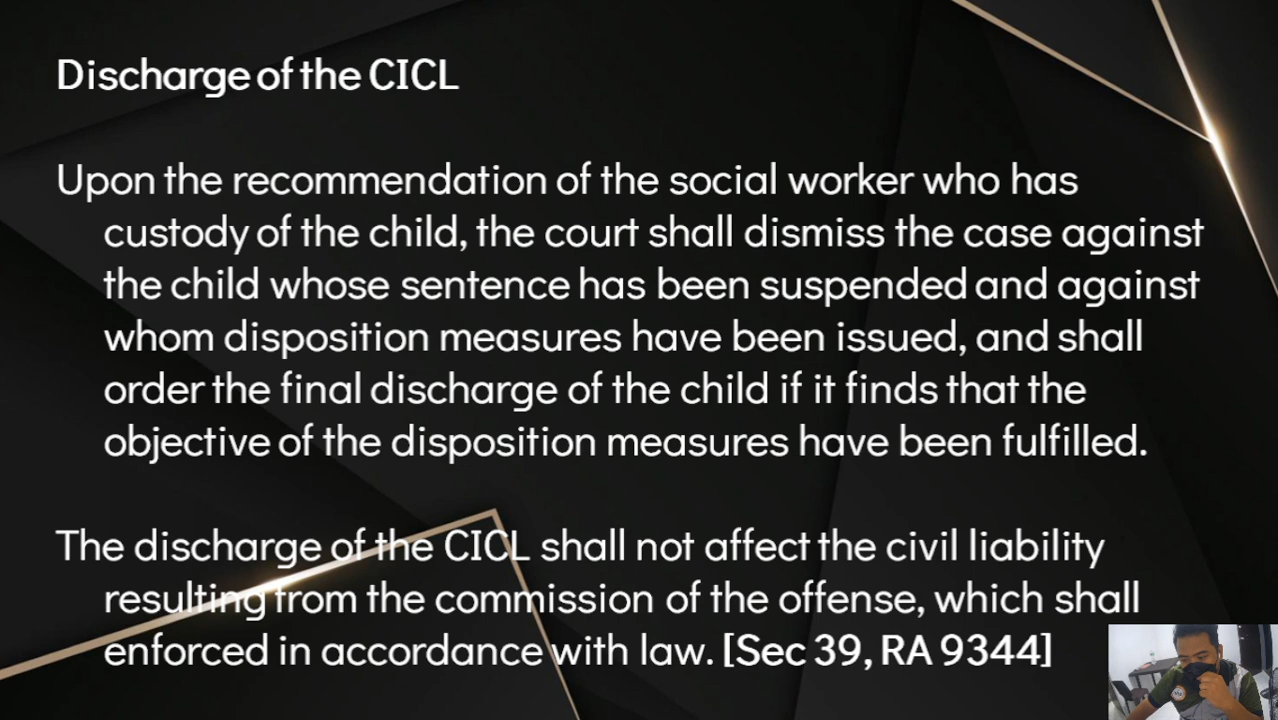 Discharge of the CICL
Upon the recommendation of the social worker who has
custody of the child, the court shall dismiss the case against
the child whose sentence has been suspended and against
whom disposition measures have been issued, and shall
order the final discharge of the child if it finds that the
objective of the disposition measures have been fulfilled.
The discharge of the CICL shall not affect the civil liability
resulting from the commission of the offense, which shall
enforced in accordance with law. [Sec 39, RA 9344]